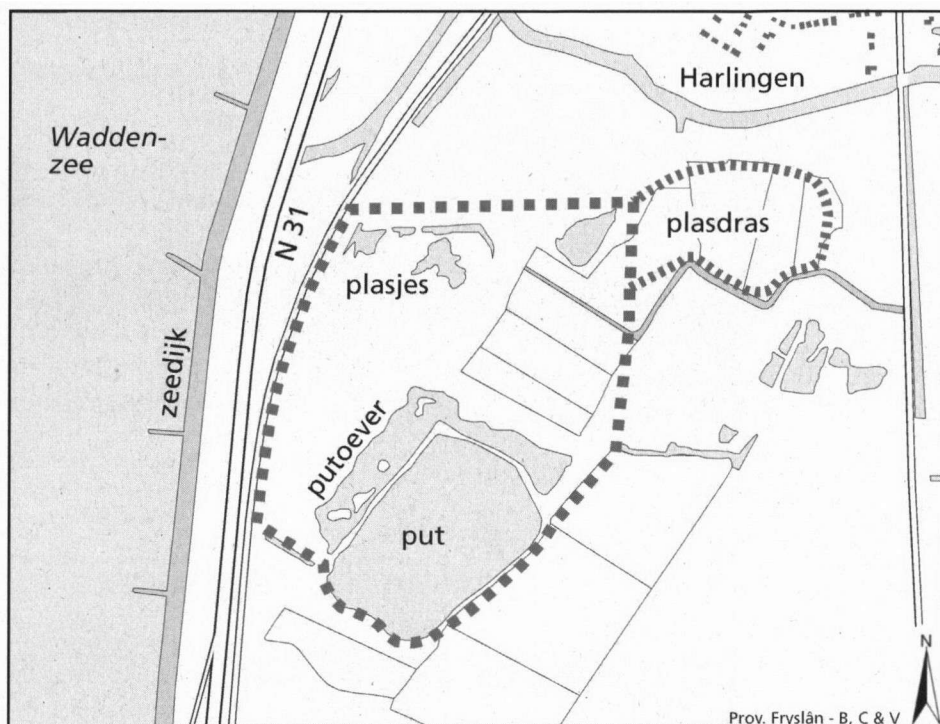 Harlingen
Wadden-
zee
N 31
plasdras
plasjes
zeedijk
putoever
put
N
Prov. Fryslân - B, C & V